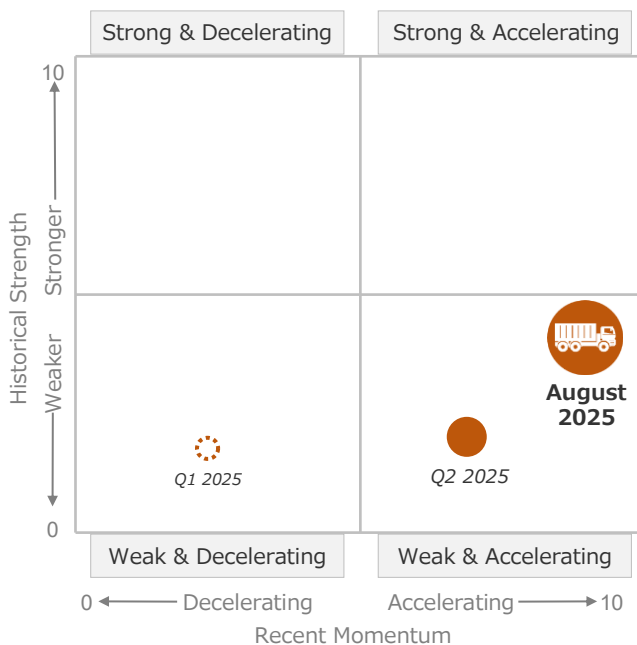 Strong & Decelerating
Strong & Accelerating
10
Historical Strength
Stronger
Weaker
0
August
2025
Q1 2025
Q2 2025
Weak & Decelerating
Weak & Accelerating
0
Decelerating
Accelerating
10
Recent Momentum